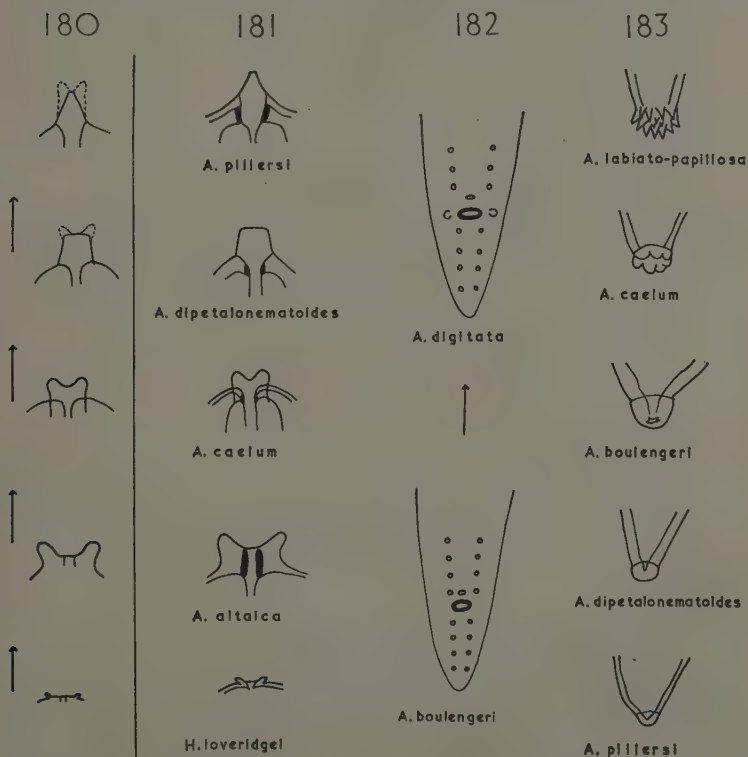 180
181
182
183
A. pillersi
A. dipetalonematoides
A. caelum
A. altaica
H. loveridgei
A. digitata
A. boulengeri
A. labiato-papillosa
A. caelum
A. boulengeri
A. dipetalonematoides
A. pillersi